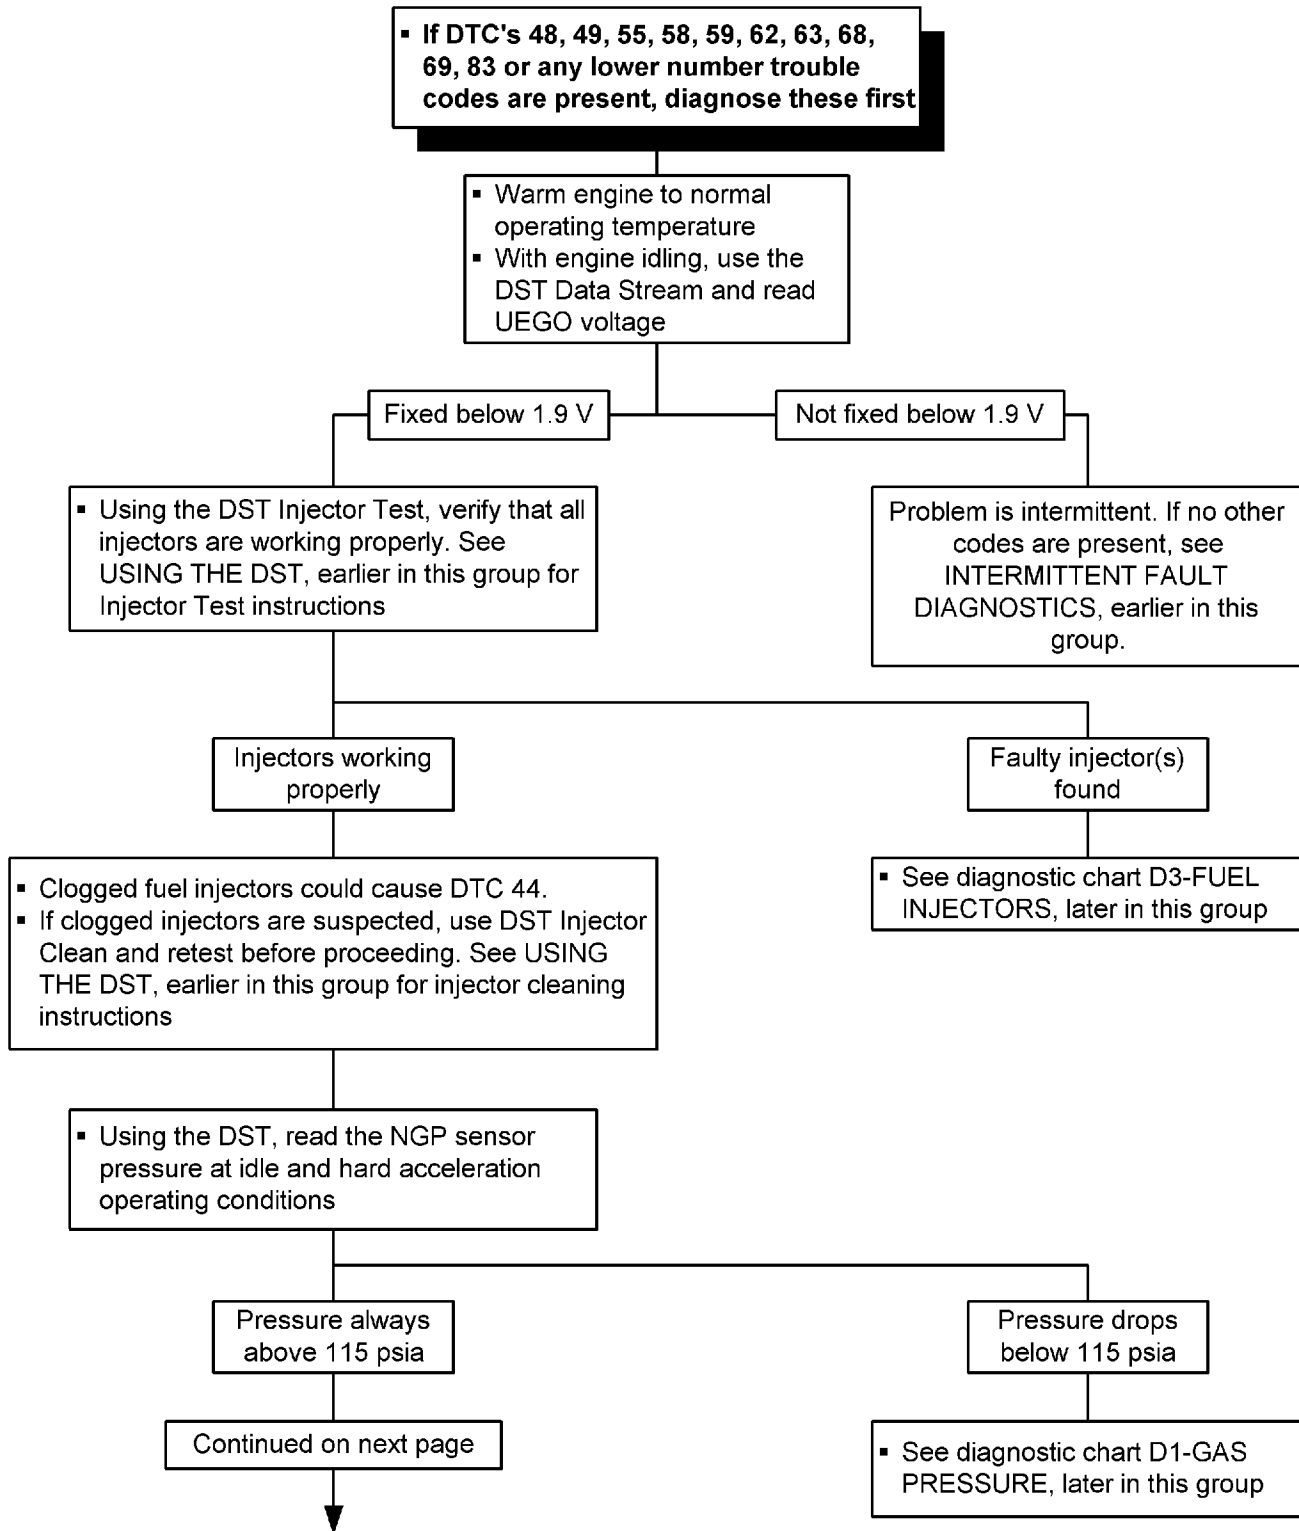 ▪ If DTC's 48, 49, 55, 58, 59, 62, 63, 68,
69, 83 or any lower number trouble
codes are present, diagnose these first
▪ Warm engine to normal
operating temperature
▪ With engine idling, use the
DST Data Stream and read
UEGO voltage
Fixed below 1.9 V
Not fixed below 1.9 V
▪ Using the DST Injector Test, verify that all
injectors are working properly. See
USING THE DST, earlier in this group for
Injector Test instructions
Problem is intermittent. If no other
codes are present, see
INTERMITTENT FAULT
DIAGNOSTICS, earlier in this
group.
Injectors working
properly
Faulty injector(s)
found
▪ Clogged fuel injectors could cause DTC 44.
▪ If clogged injectors are suspected, use DST Injector
Clean and retest before proceeding. See USING
THE DST, earlier in this group for injector cleaning
instructions
▪ See diagnostic chart D3-FUEL
INJECTORS, later in this group
▪ Using the DST, read the NGP sensor
pressure at idle and hard acceleration
operating conditions
Pressure always
above 115 psia
Pressure drops
below 115 psia
Continued on next page
▪ See diagnostic chart D1-GAS
PRESSURE, later in this group